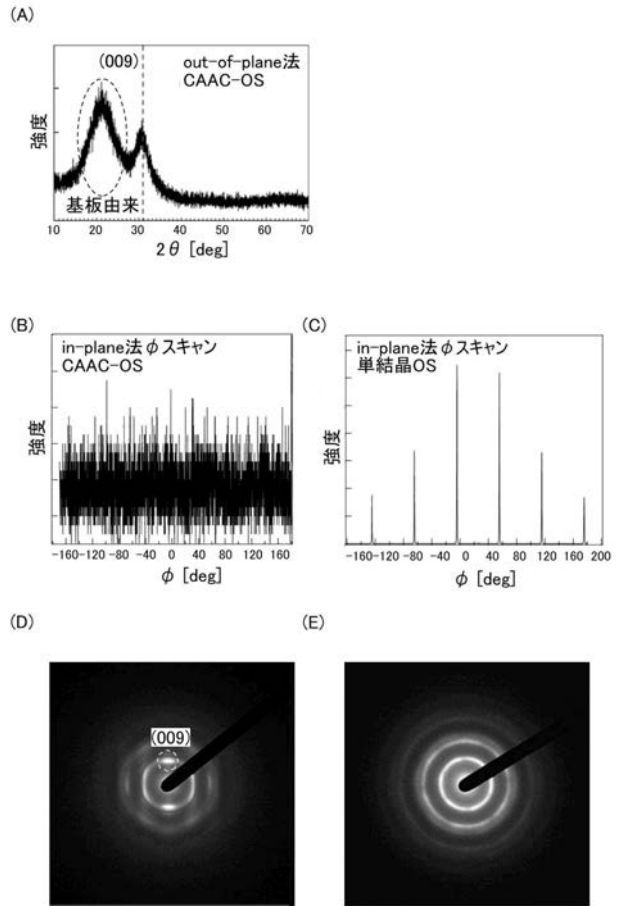 (A)
(009)
out-of-plane法
CAAC-OS
強度
基板由来
10 20 30 40 50 60 70
2θ [deg]
(B)
in-plane法 φスキャン
CAAC-OS
強度
-160-120 -80 -40 0 40 80 120 160
φ [deg]
(C)
in-plane法 φスキャン
単結晶OS
強度
-160-120 -80 -40 0 40 80 120 160 200
φ [deg]
(D)
(009)
(E)